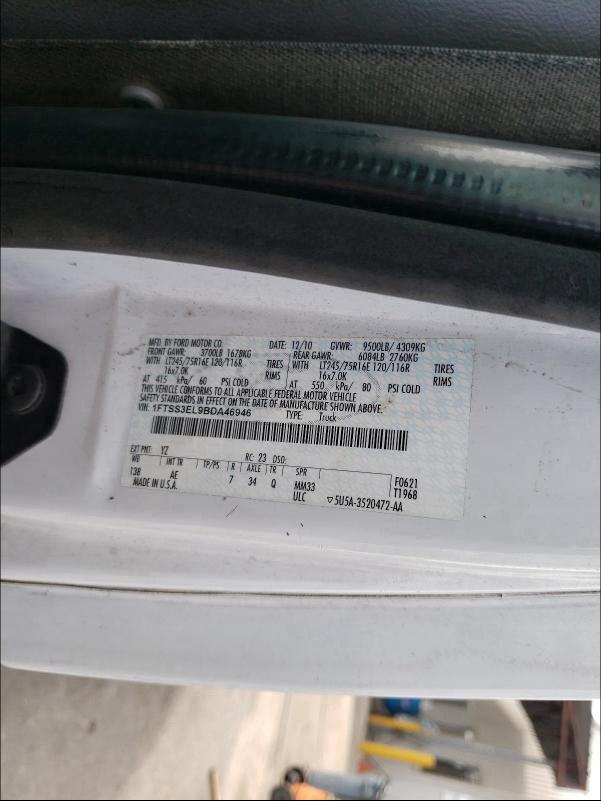 MFD. BY FORD MOTOR CO. DATE: 12/10 GVWR: 9500LB/ 4309KG
FRONT GAWR: 3700LB 1678KG REAR GAWR: 6084LB 2760KG
WITH LT245/75R16E 120/116R TIRES WITH LT245/75R16E 120/116R TIRES
16x7.0K RIMS 16x7.0K RIMS
AT 415 kPa/ 60 PSI COLD AT 550 kPa/ 80 PSI COLD
THIS VEHICLE CONFORMS TO ALL APPLICABLE FEDERAL MOTOR VEHICLE
SAFETY STANDARDS IN EFFECT ON THE DATE OF MANUFACTURE SHOWN ABOVE.
VIN: 1FTSS3EL9BDA46946 TYPE: Truck
EXT PNT: YZ RC: 23 DSO:
WB INT TR TP/PS R AXLE TR SPR F0621
138 AE 7 34 Q MM33 T1968
MADE IN U.S.A. ULC ▽5U5A-3520472-AA